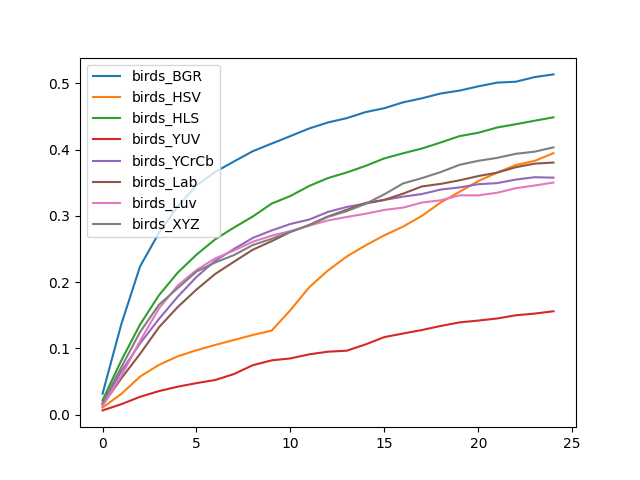 birds_BGR
birds_HSV
birds_HLS
birds_YUV
birds_YCrCb
birds_Lab
birds_Luv
birds_XYZ
0.5
0.4
0.3
0.2
0.1
0.0
0 5 10 15 20 25